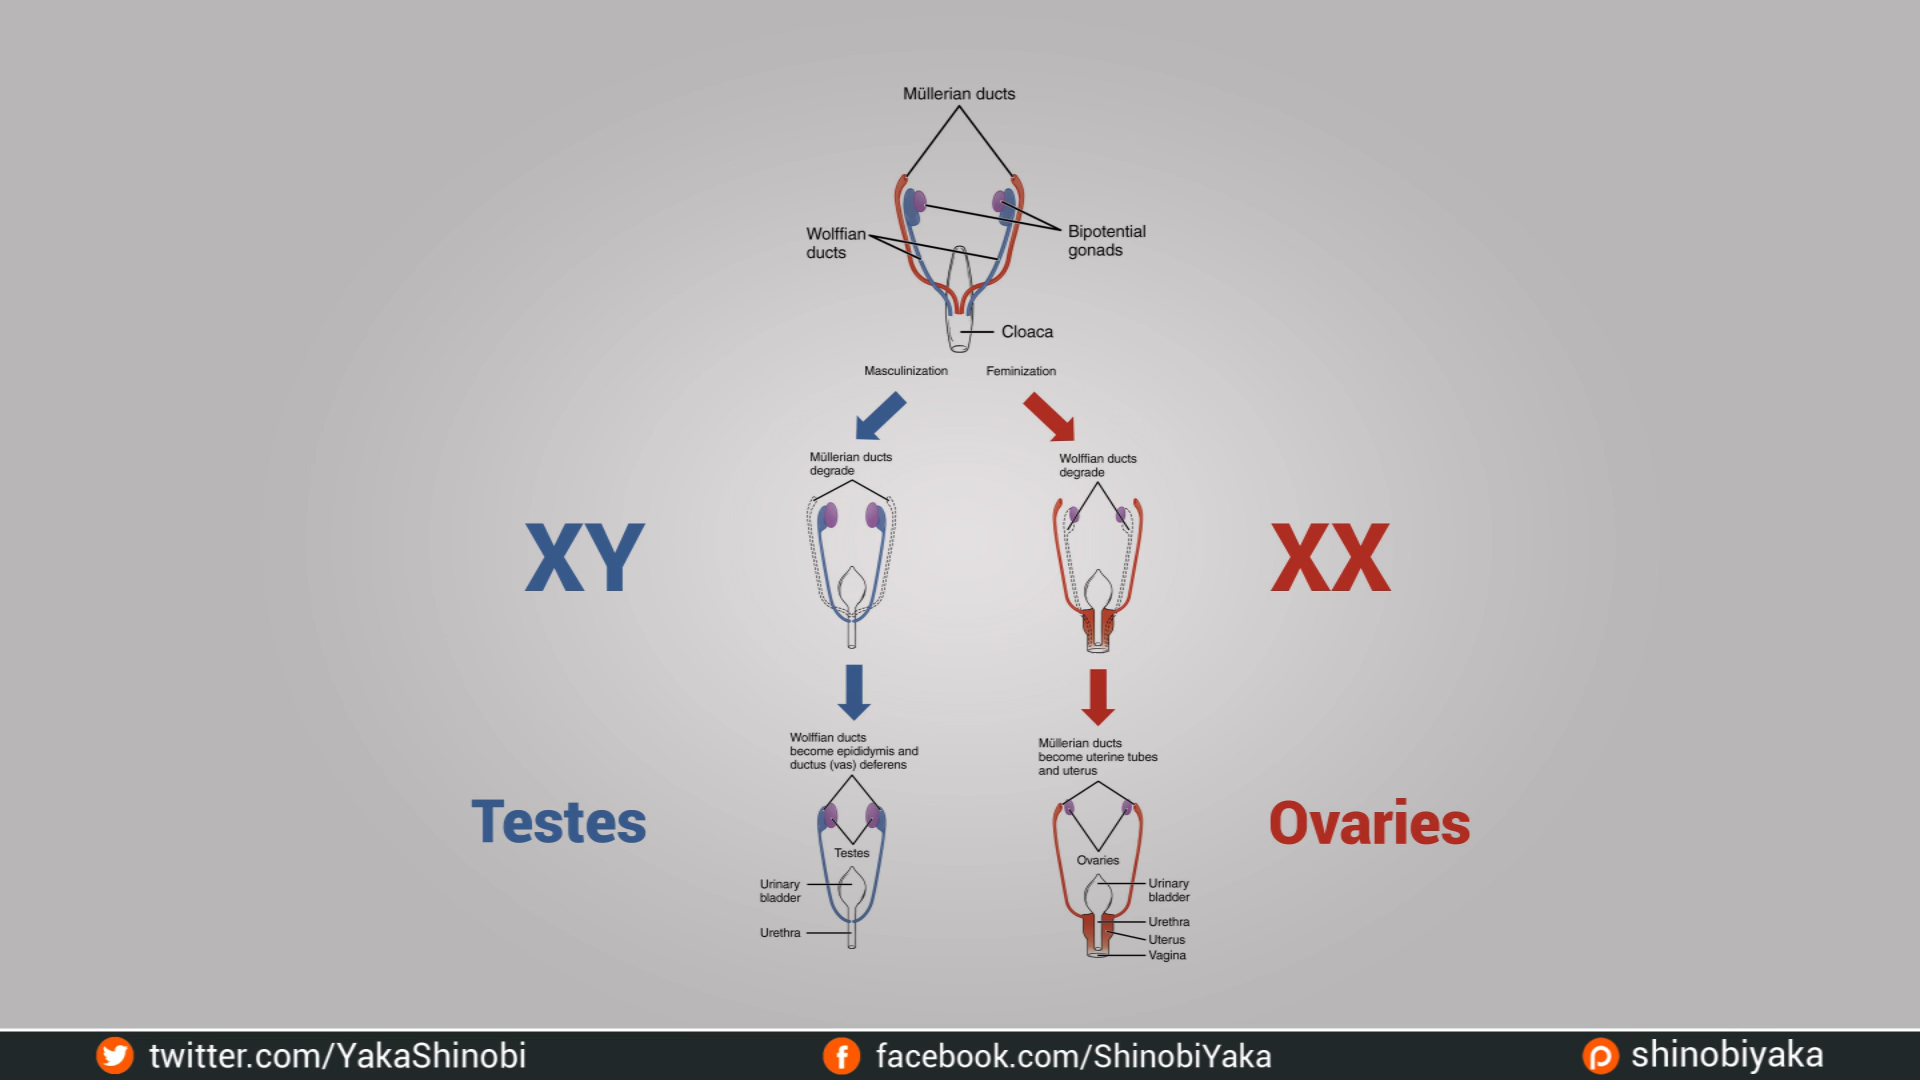 Müllerian ducts
Wolffian
ducts
Bipotential
gonads
Cloaca
Masculinization
Feminization
Müllerian ducts
degrade
Wolffian ducts
degrade
XY
XX
Wolffian ducts
become epididymis and
ductus (vas) deferens
Müllerian ducts
become uterine tubes
and uterus
Testes
Ovaries
Testes
Ovaries
Urinary
bladder
Urethra
Urinary
bladder
Urethra
Uterus
Vagina
twitter.com/YakaShinobi
facebook.com/ShinobiYaka
shinobiyaka